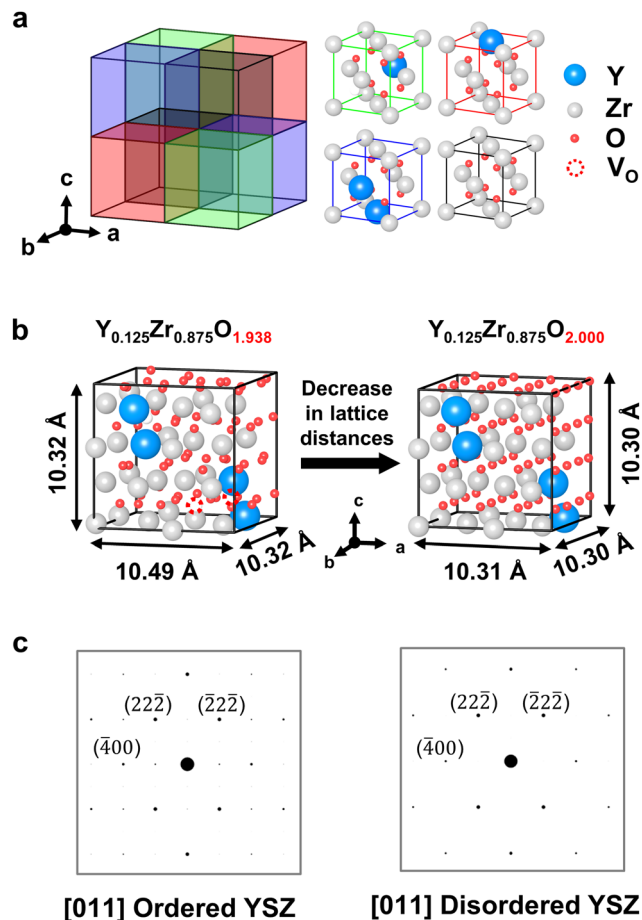 a
Y
Zr
O
V_O
c
b
a
b
Y0.125Zr0.875O1.938
Y0.125Zr0.875O2.000
Decrease
in lattice
distances
10.32 Å
10.49 Å
10.32 Å
c
b
a
10.30 Å
10.31 Å
10.30 Å
c
(222̅)
(2̅22̅)
(4̅00)
(222̅)
(2̅22̅)
(4̅00)
[011] Ordered YSZ
[011] Disordered YSZ